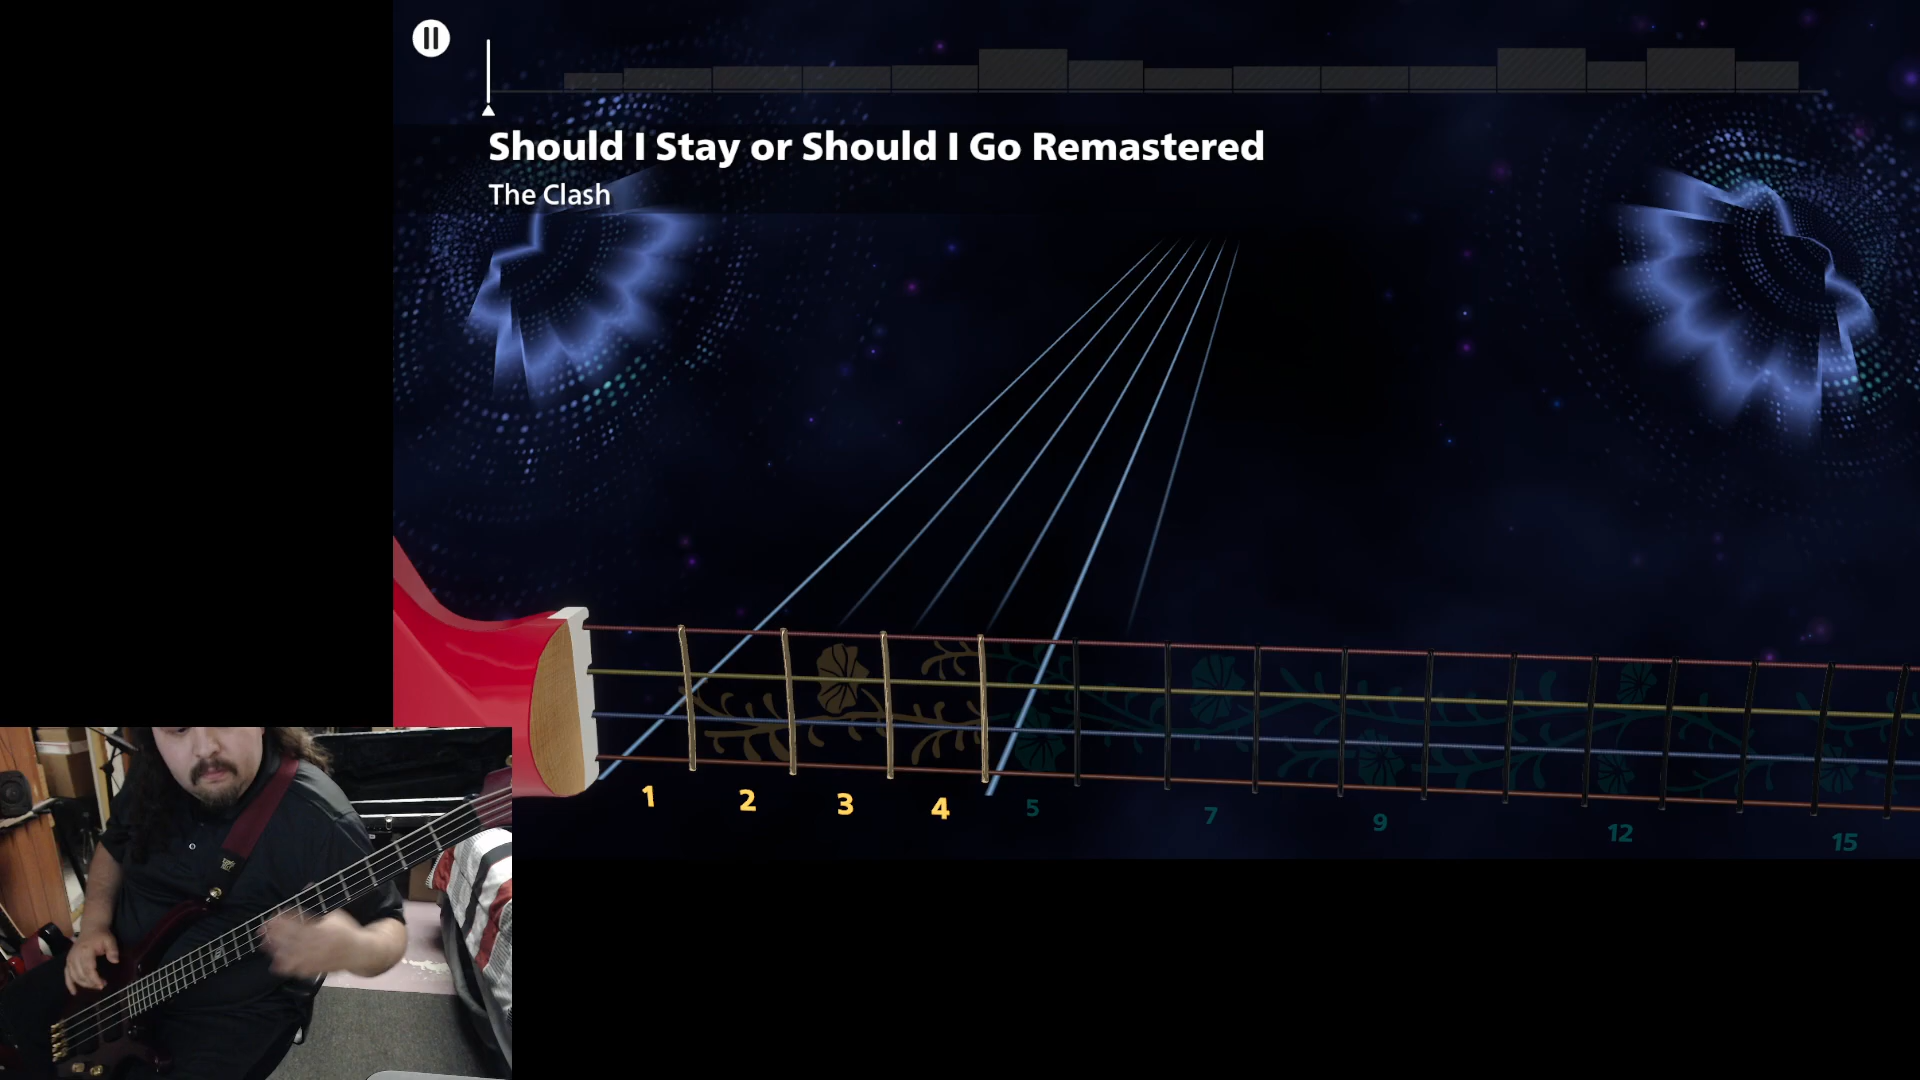 Should I Stay or Should I Go Remastered
The Clash
1 2 3 4 5 7 9 12 15